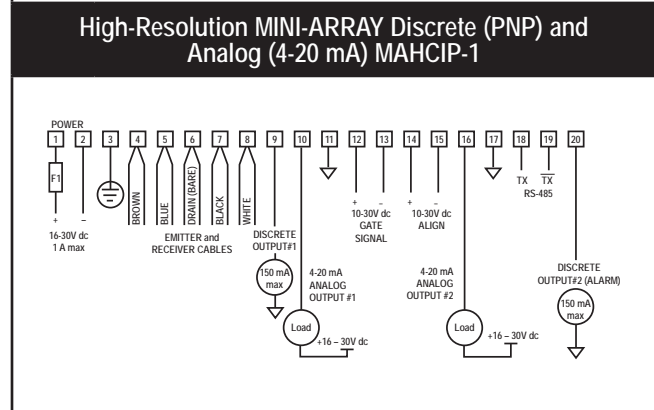 High-Resolution MINI-ARRAY Discrete (PNP) and
Analog (4-20 mA) MAHCIP-1
POWER
1 2 3 4 5 6 7 8 9 10 11 12 13 14 15 16 17 18 19 20
F1
+ –
16-30V dc
1 A max
BROWN
BLUE
DRAIN (BARE)
BLACK
WHITE
EMITTER and
RECEIVER CABLES
DISCRETE
OUTPUT#1
150 mA
max
4-20 mA
ANALOG
OUTPUT #1
Load
+16 – 30V dc
+ –
10-30V dc
GATE
SIGNAL
+ –
10-30V dc
ALIGN
4-20 mA
ANALOG
OUTPUT #2
Load
+16 – 30V dc
TX TX
RS-485
DISCRETE
OUTPUT#2 (ALARM)
150 mA
max